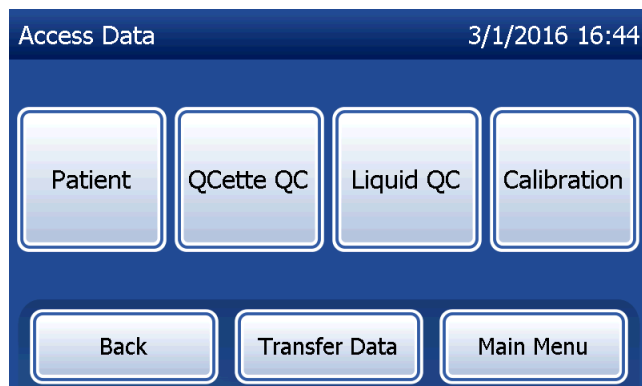 Access Data 3/1/2016 16:44
Patient QCette QC Liquid QC Calibration
Back Transfer Data Main Menu